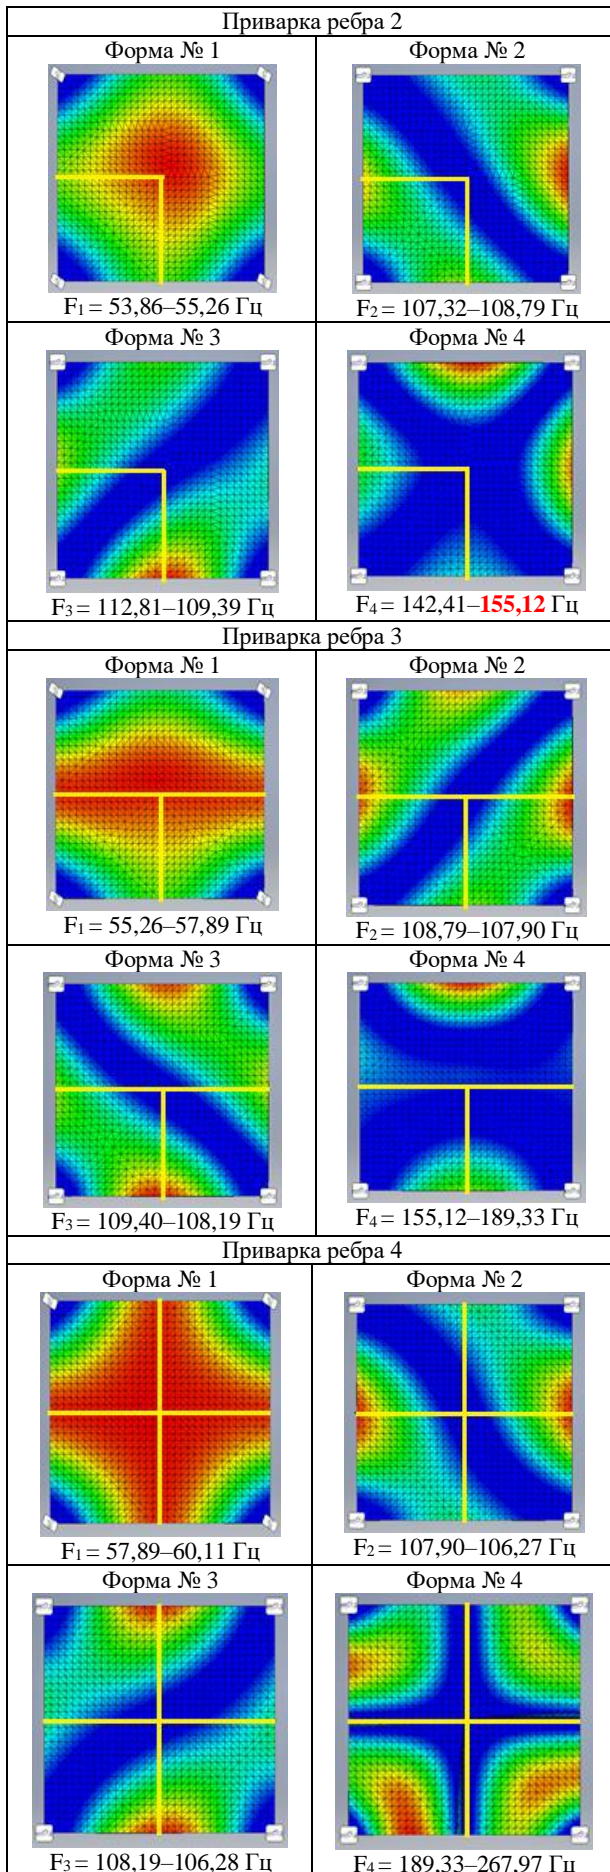 Приварка ребра 2
Форма № 1
Форма № 2
F₁ = 53,86–55,26 Гц
F₂ = 107,32–108,79 Гц
Форма № 3
Форма № 4
F₃ = 112,81–109,39 Гц
F₄ = 142,41–155,12 Гц
Приварка ребра 3
Форма № 1
Форма № 2
F₁ = 55,26–57,89 Гц
F₂ = 108,79–107,90 Гц
Форма № 3
Форма № 4
F₃ = 109,40–108,19 Гц
F₄ = 155,12–189,33 Гц
Приварка ребра 4
Форма № 1
Форма № 2
F₁ = 57,89–60,11 Гц
F₂ = 107,90–106,27 Гц
Форма № 3
Форма № 4
F₃ = 108,19–106,28 Гц
F₄ = 189,33–267,97 Гц